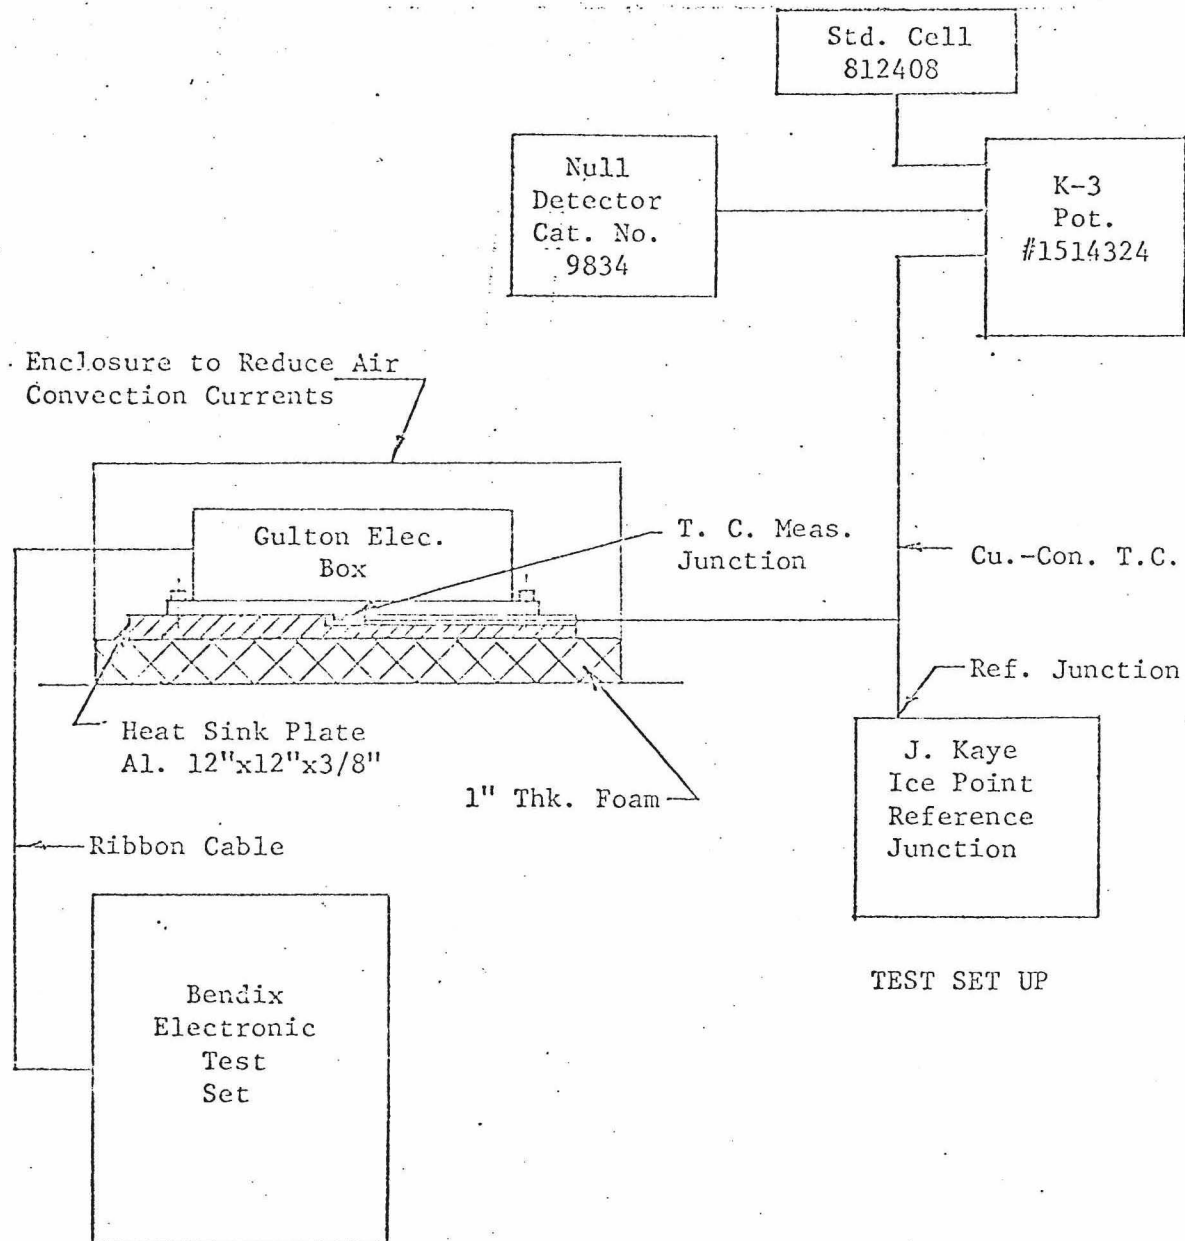 Std. Cell
812408
Null
Detector
Cat. No.
9834
K-3
Pot.
#1514324
Enclosure to Reduce Air
Convection Currents
Gulton Elec.
Box
T. C. Meas.
Junction
Cu.-Con. T.C.
Ref. Junction
Heat Sink Plate
Al. 12"x12"x3/8"
1" Thk. Foam
J. Kaye
Ice Point
Reference
Junction
Ribbon Cable
Bendix
Electronic
Test
Set
TEST SET UP